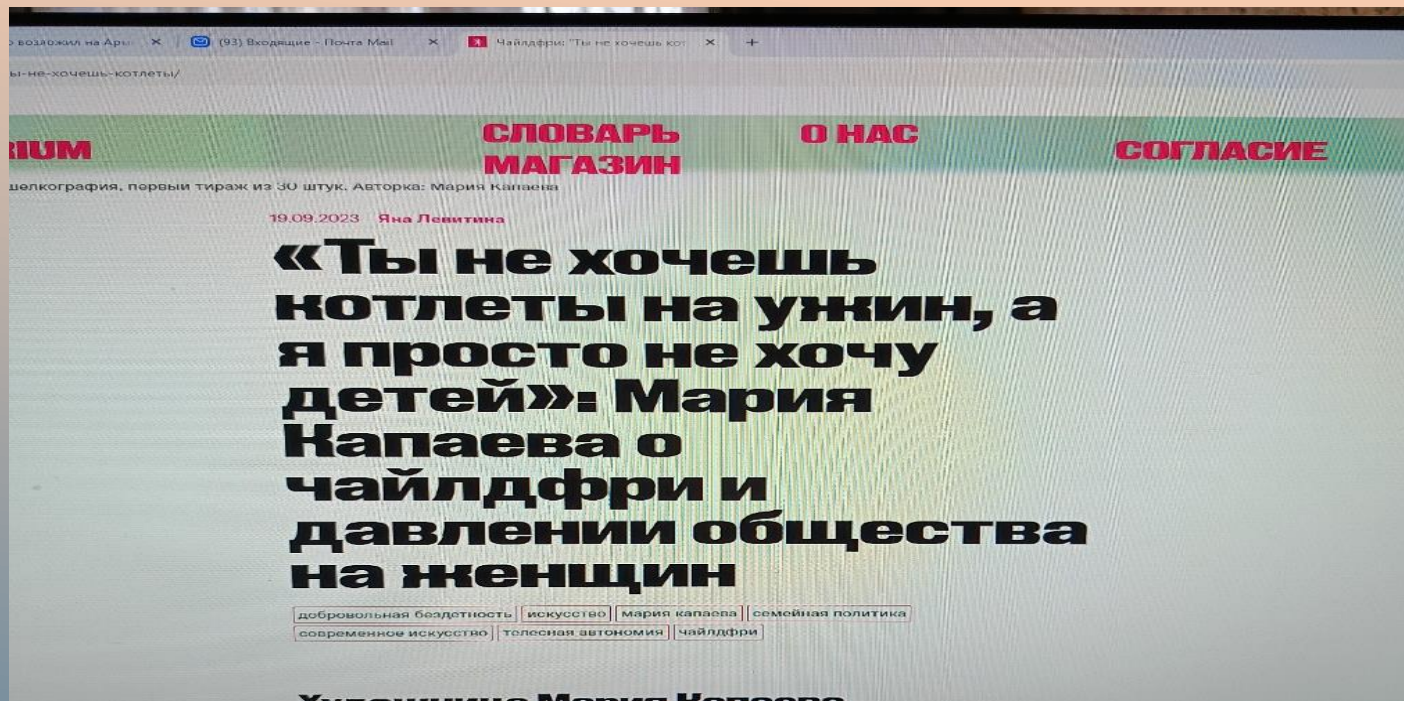 возложил на Ары
(93) Входящие – Почта Mail
Чайлдфри: "Ты не хочешь кот
ы-не-хочешь-котлеты/
RIUM
СЛОВАРЬ
О НАС
СОГЛАСИЕ
МАГАЗИН
шелкография, первый тираж из 30 штук. Авторка: Мария Капаева
19.09.2023 Яна Левитина
«Ты не хочешь
котлеты на ужин, а
я просто не хочу
детей»: Мария
Капаева о
чайлдфри и
давлении общества
на женщин
добровольная бездетность искусство мария капаева семейная политика
современное искусство телесная автономия чайлдфри
Художница Мария Капаева